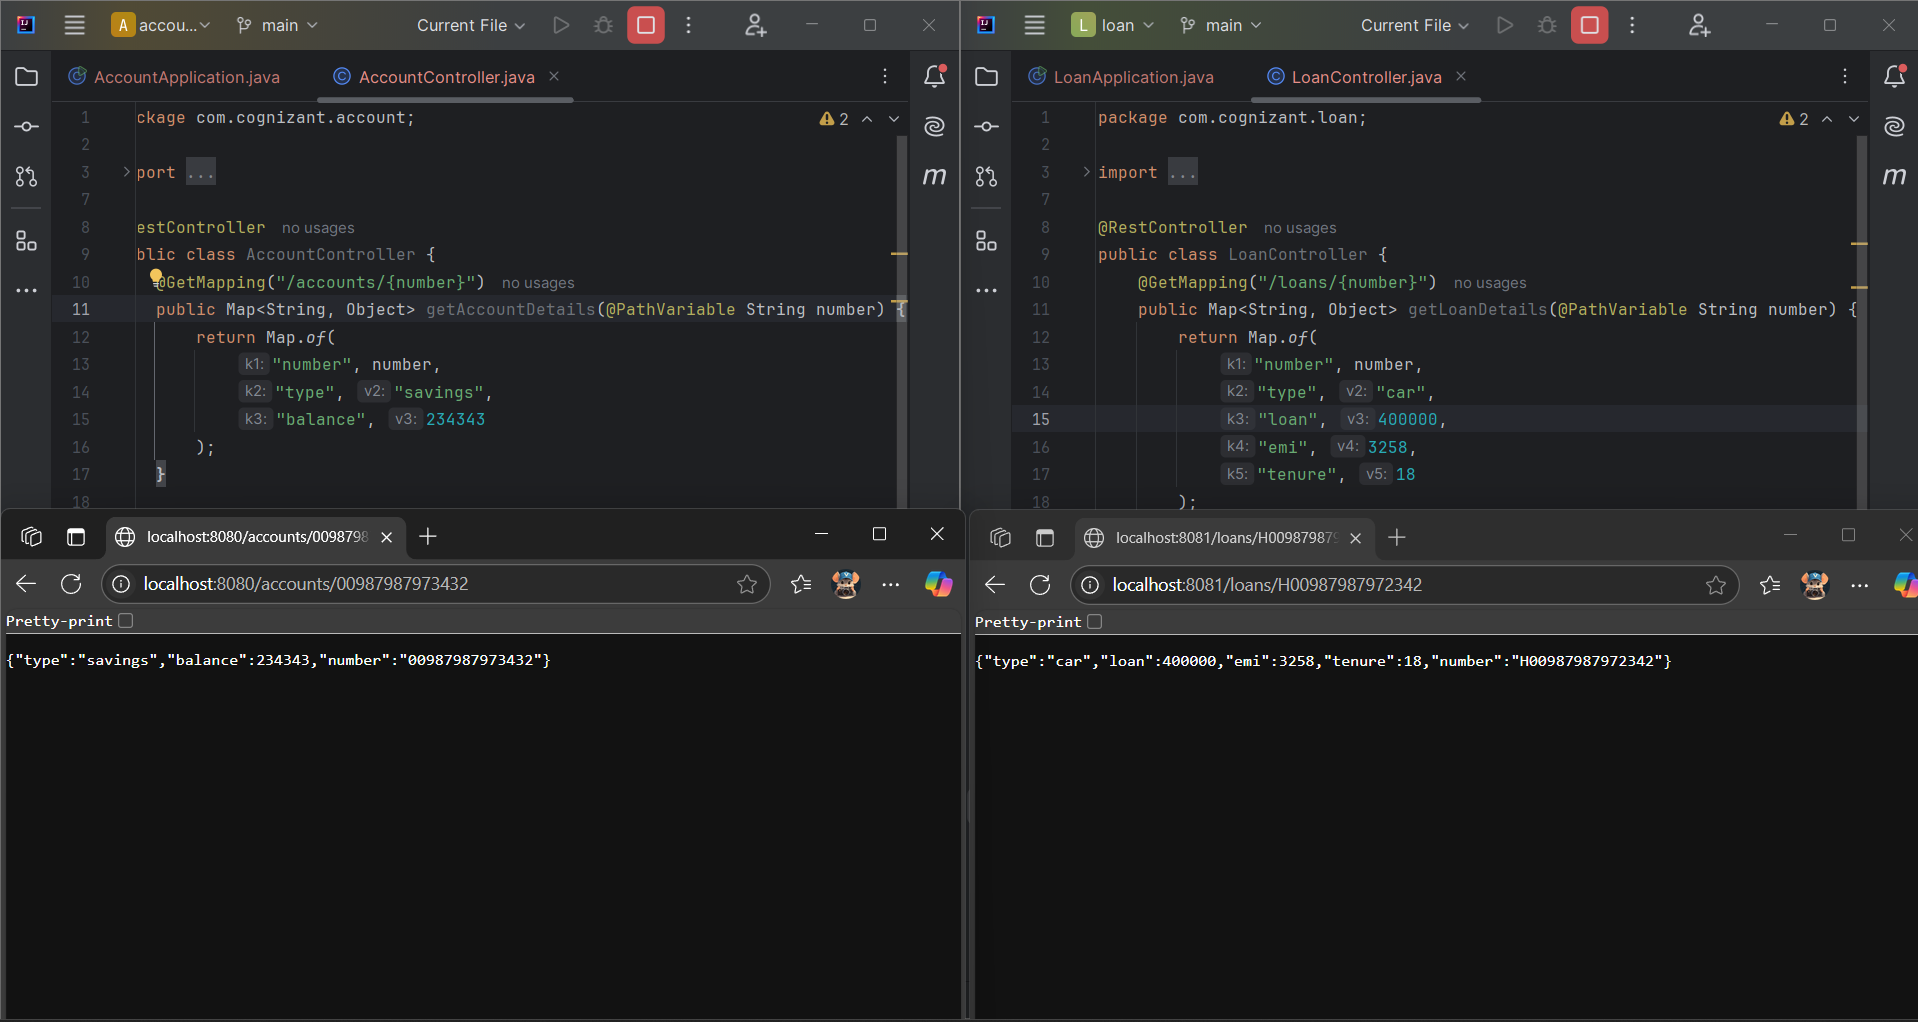 A accou...
main
Current File
AccountApplication.java
AccountController.java
1 ckage com.cognizant.account;
2 2
3 port ...
7
8 estController no usages
9 blic class AccountController {
10 @GetMapping("/accounts/{number}") no usages
11 public Map<String, Object> getAccountDetails(@PathVariable String number) {
12 return Map.of(
13 k1: "number", number,
14 k2: "type", v2: "savings",
15 k3: "balance", v3: 234343
16 );
17 }
18
m
L loan
main
Current File
LoanApplication.java
LoanController.java
1 package com.cognizant.loan;
2 2
3 import ...
7
8 @RestController no usages
9 public class LoanController {
10 @GetMapping("/loans/{number}") no usages
11 public Map<String, Object> getLoanDetails(@PathVariable String number) {
12 return Map.of(
13 k1: "number", number,
14 k2: "type", v2: "car",
15 k3: "loan", v3: 400000,
16 k4: "emi", v4: 3258,
17 k5: "tenure", v5: 18
18 );
m
localhost:8080/accounts/0098798
localhost:8080/accounts/00987987973432
Pretty-print
{"type":"savings","balance":234343,"number":"00987987973432"}
localhost:8081/loans/H009879879
localhost:8081/loans/H00987987972342
Pretty-print
{"type":"car","loan":400000,"emi":3258,"tenure":18,"number":"H00987987972342"}